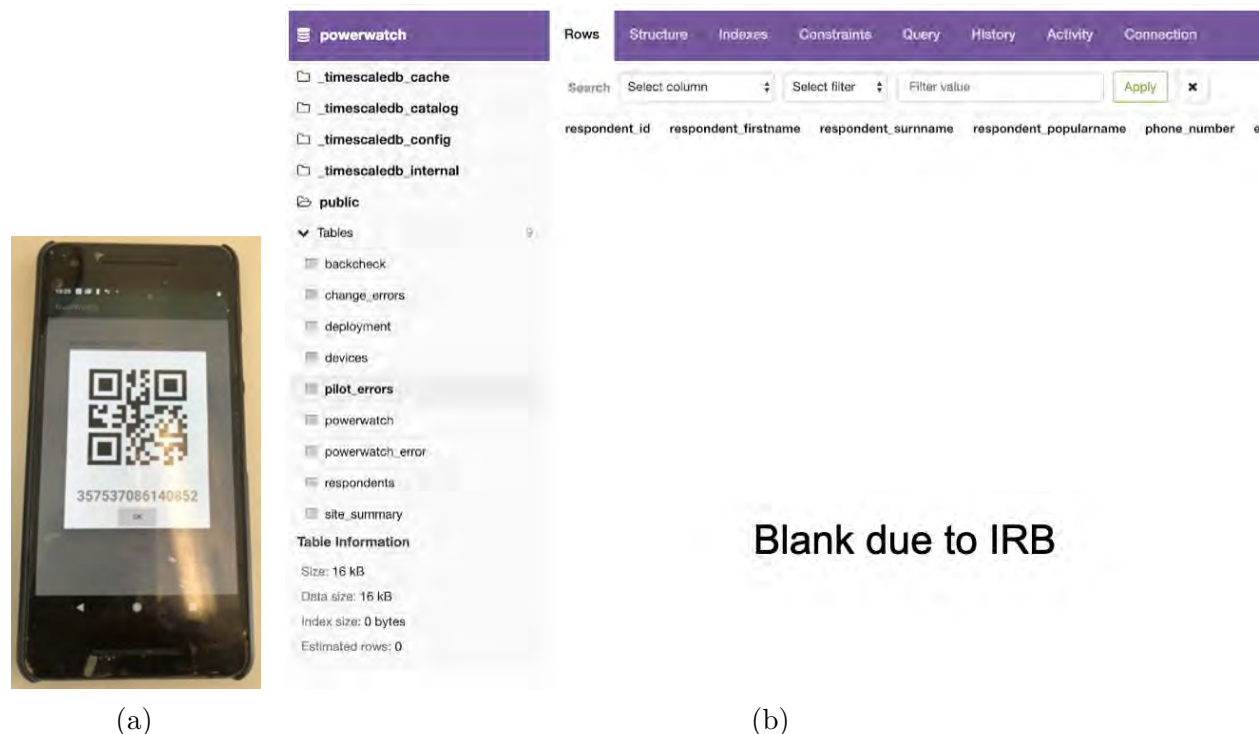 powerwatch
Rows Structure Indexes Constraints Query History Activity Connection
_timescaledb_cache
_timescaledb_catalog
_timescaledb_config
_timescaledb_internal
public
Tables 9
backcheck
change_errors
deployment
devices
pilot_errors
powerwatch
powerwatch_error
respondents
site_summary
Table Information
Size: 16 kB
Data size: 16 kB
Index size: 0 bytes
Estimated rows: 0
Search Select column Select filter Filter value Apply
respondent_id respondent_firstname respondent_surnname respondent_popularname phone_number e
Blank due to IRB
357537086140852
OK
(a)
(b)